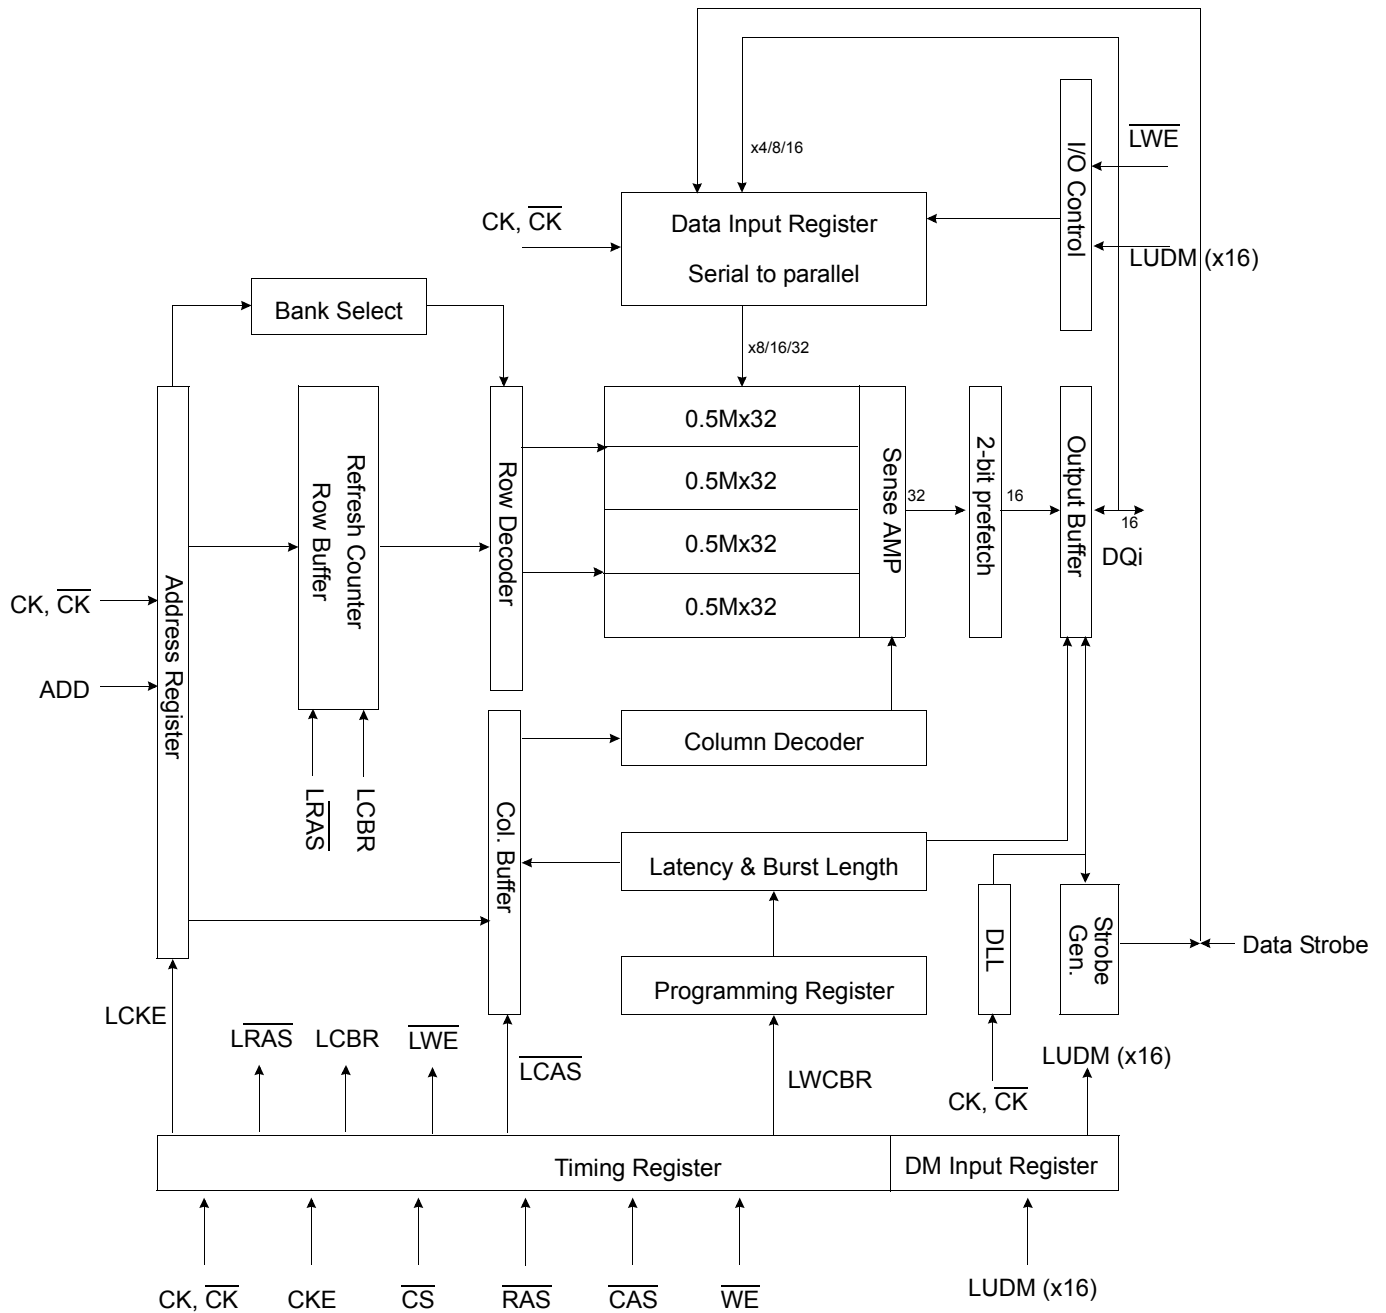 x4/8/16
LWE
I/O Control
CK, CK
Data Input Register
Serial to parallel
LUDM (x16)
Bank Select
x8/16/32
Address Register
Refresh Counter
Row Buffer
Row Decoder
0.5Mx32
0.5Mx32
0.5Mx32
0.5Mx32
Sense AMP
32
2-bit prefetch
16
Output Buffer
16
DQi
CK, CK
ADD
LRAS
LCBR
Col. Buffer
Column Decoder
Latency & Burst Length
Programming Register
DLL
Strobe
Gen.
Data Strobe
LCKE
LRAS
LCBR
LWE
LCAS
LWCBR
CK, CK
LUDM (x16)
Timing Register
DM Input Register
CK, CK
CKE
CS
RAS
CAS
WE
LUDM (x16)